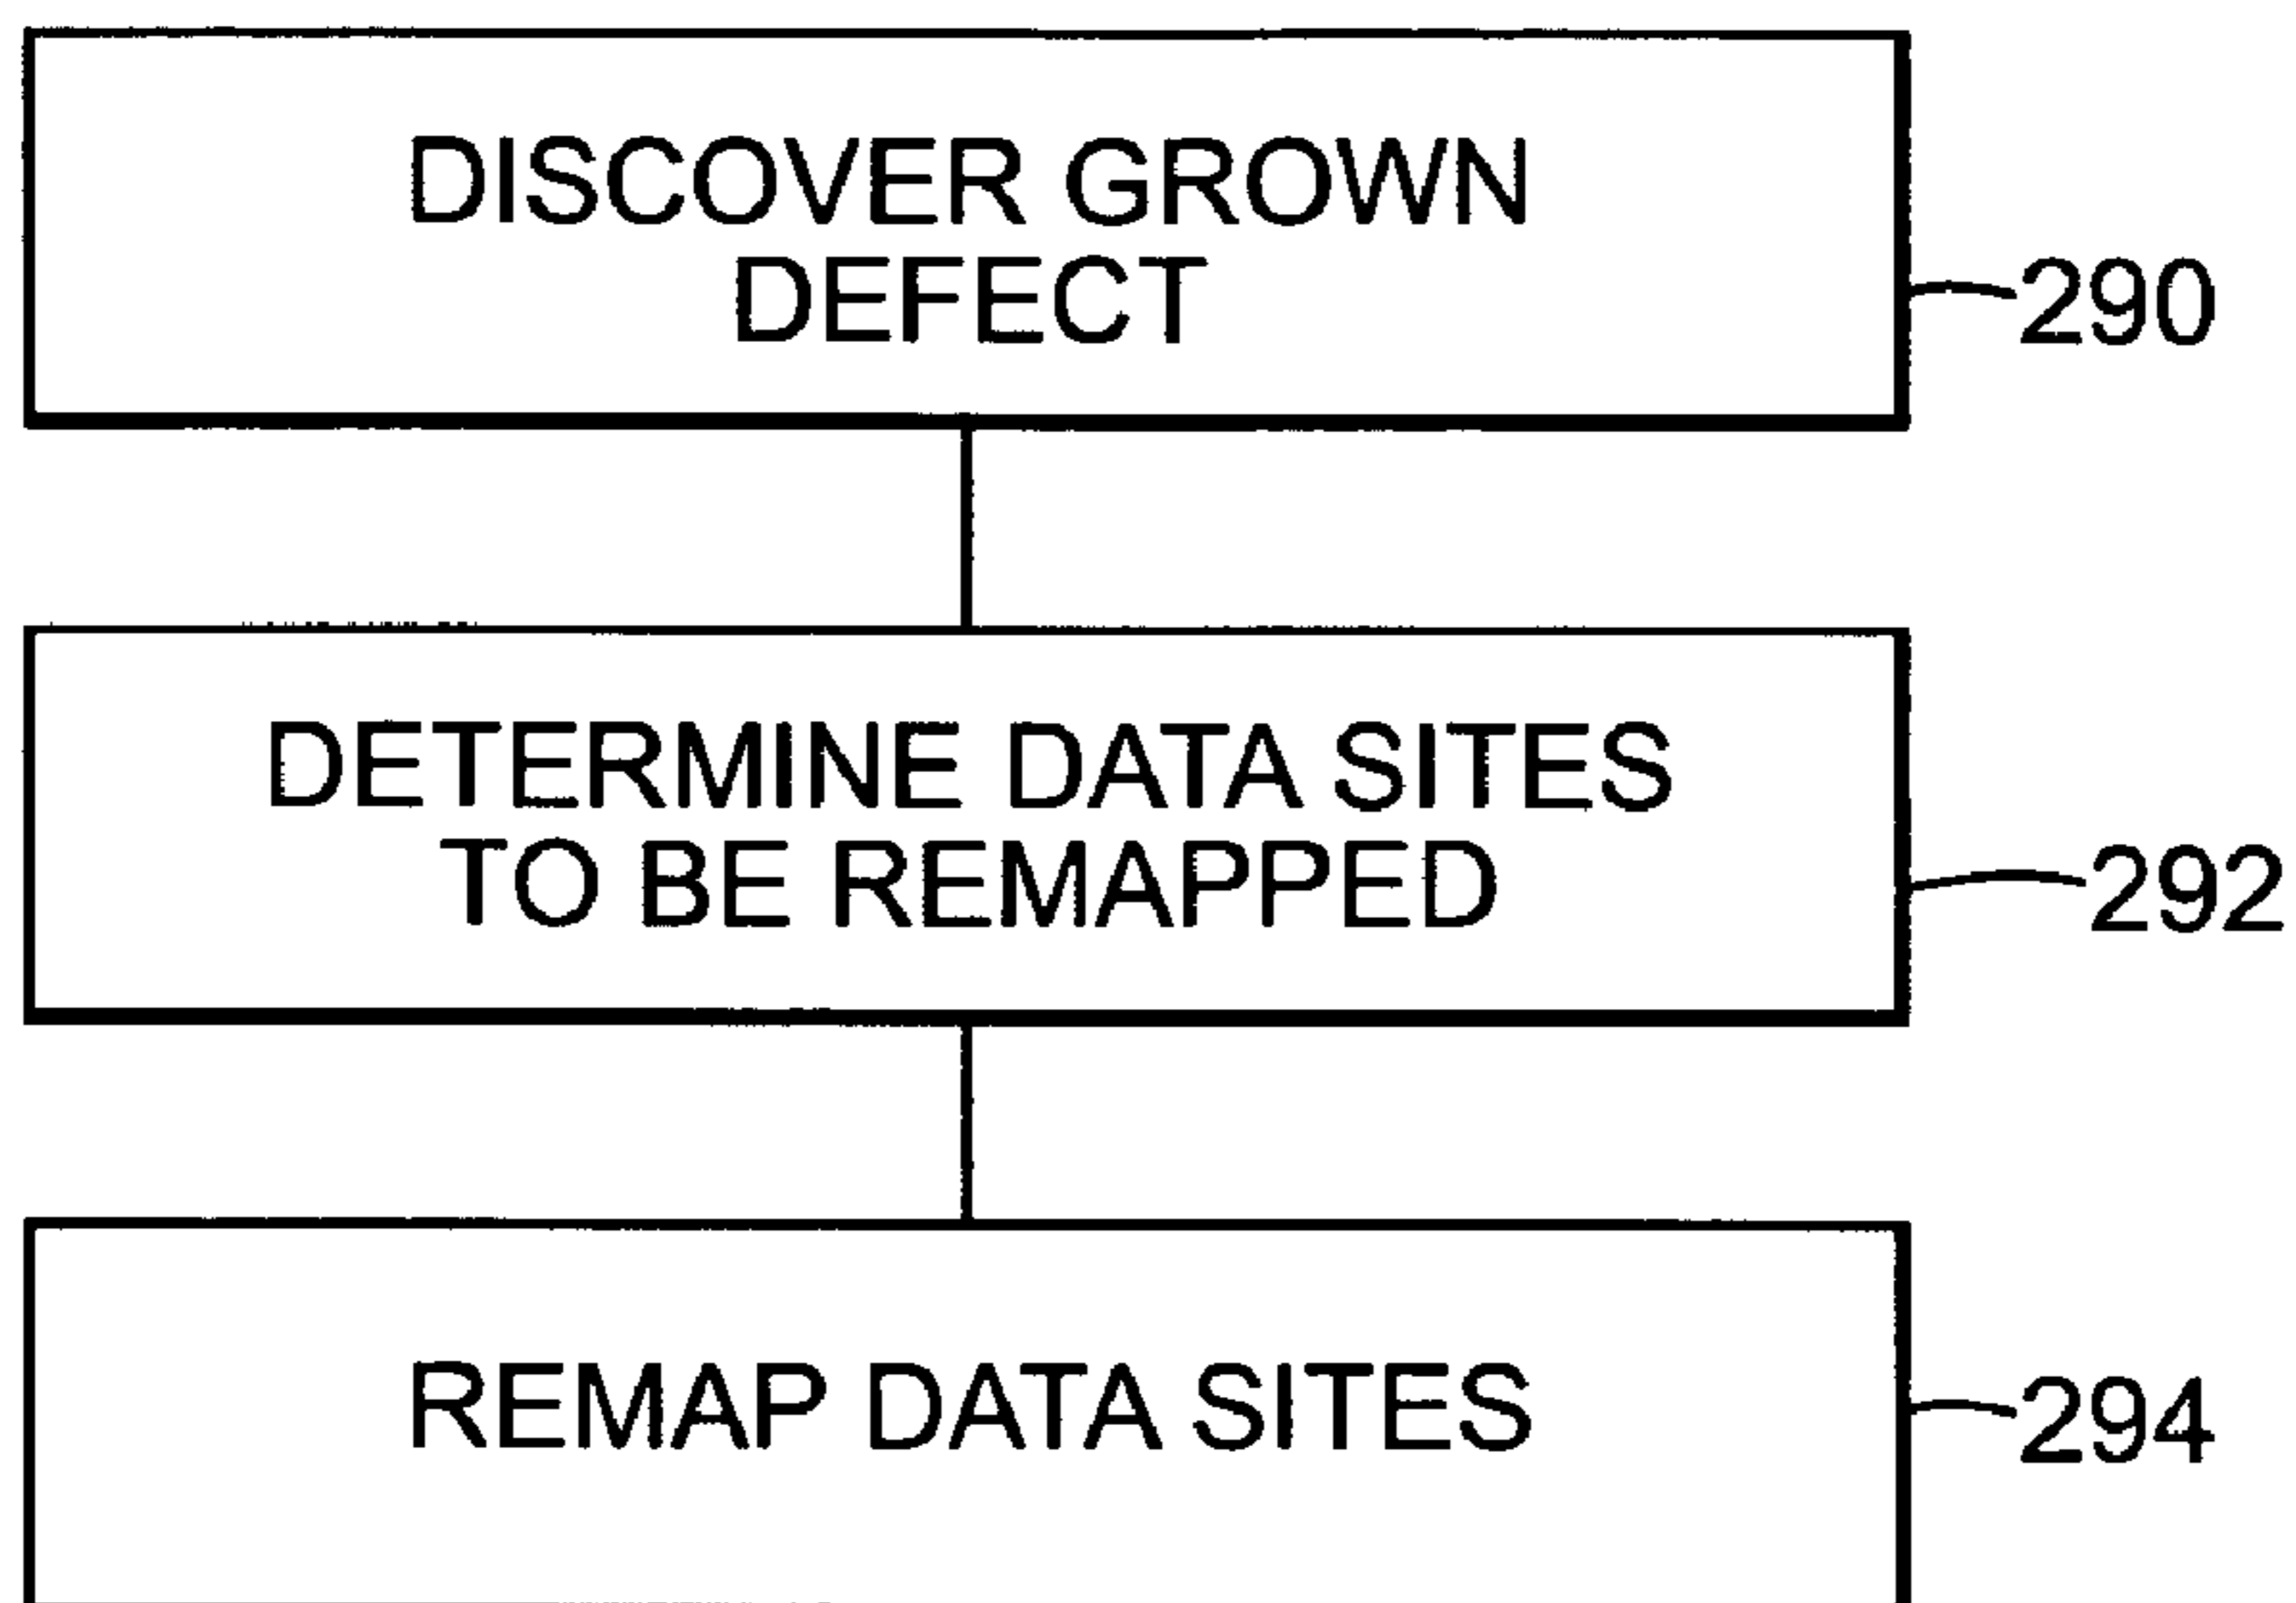 DISCOVER GROWN
DEFECT
290
DETERMINE DATA SITES
TO BE REMAPPED
292
REMAP DATA SITES
294